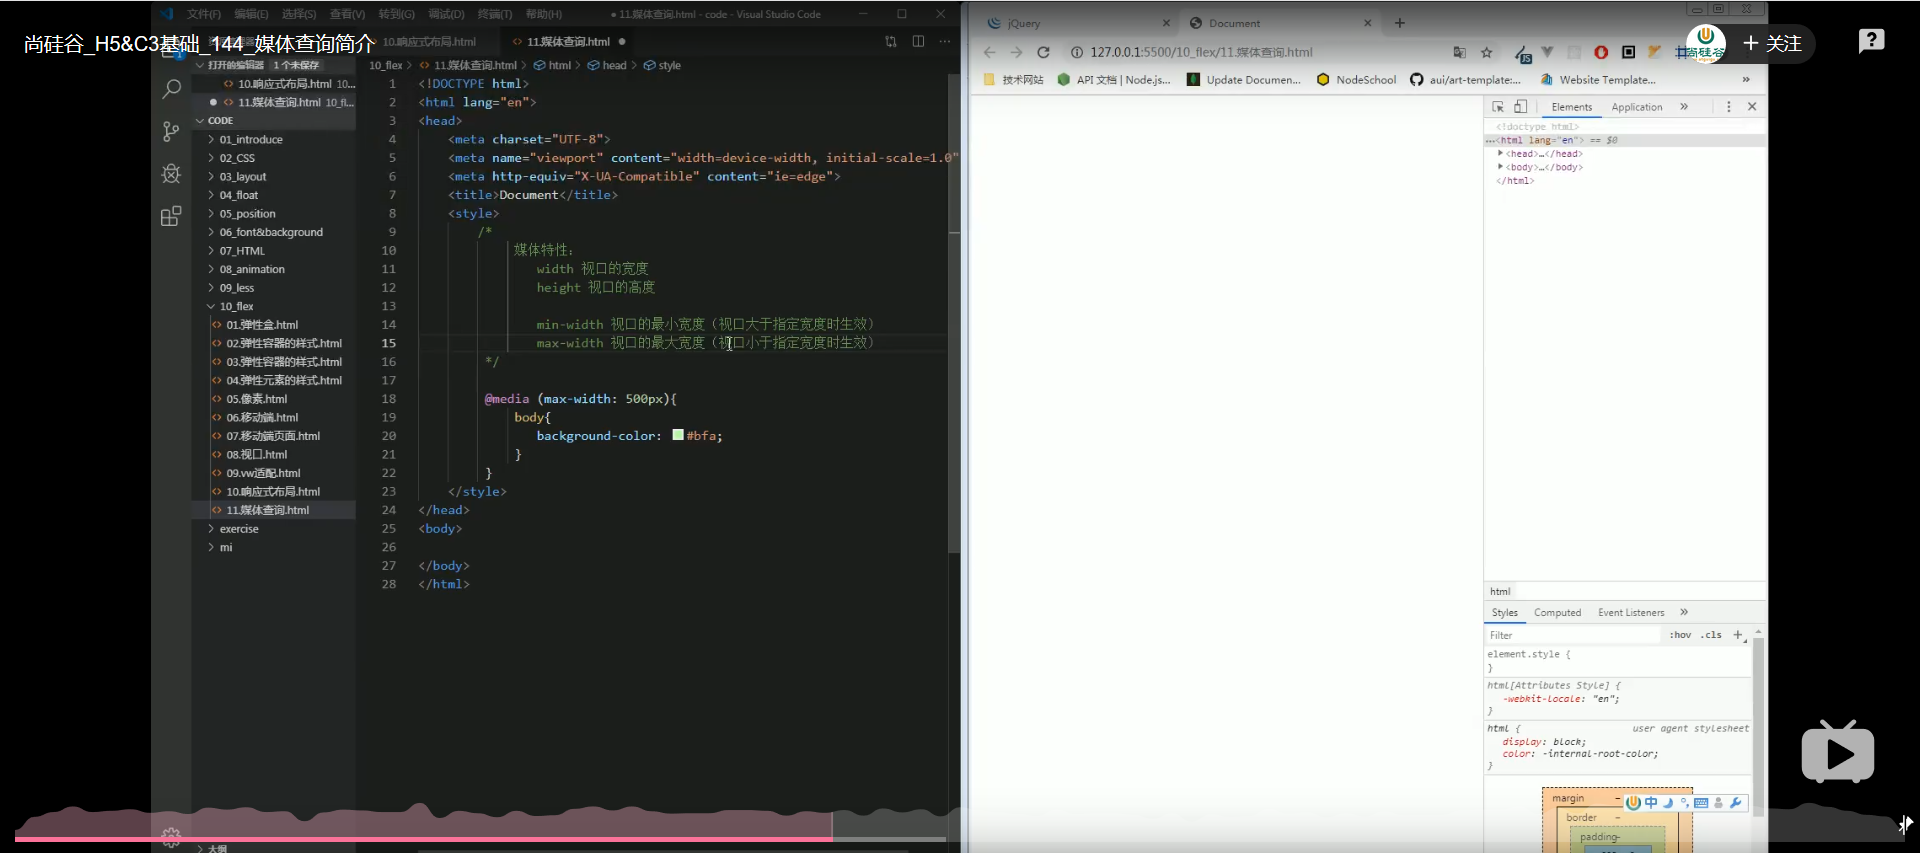 文件(F) 编辑(E) 选择(S) 查看(V) 转到(G) 调试(D) 终端(T) 帮助(H) ● 11.媒体查询.html - code - Visual Studio Code
尚硅谷_H5&C3基础_144_媒体查询简介
关注
打开的编辑器 1 个未保存
10.响应式布局.html 10...
11.媒体查询.html 10_fl...
CODE
01_introduce
02_CSS
03_layout
04_float
05_position
06_font&background
07_HTML
08_animation
09_less
10_flex
01.弹性盒.html
02.弹性容器的样式.html
03.弹性容器的样式.html
04.弹性元素的样式.html
05.像素.html
06.移动端.html
07.移动端页面.html
08.视口.html
09.vw适配.html
10.响应式布局.html
11.媒体查询.html
exercise
mi
大纲
10.响应式布局.html 11.媒体查询.html
10_flex > 11.媒体查询.html > html > head > style
1 <!DOCTYPE html>
2 <html lang="en">
3 <head>
4 <meta charset="UTF-8">
5 <meta name="viewport" content="width=device-width, initial-scale=1.0"
6 <meta http-equiv="X-UA-Compatible" content="ie=edge">
7 <title>Document</title>
8 <style>
9 /*
10 媒体特性：
11 width 视口的宽度
12 height 视口的高度
13
14 min-width 视口的最小宽度（视口大于指定宽度时生效）
15 max-width 视口的最大宽度（视口小于指定宽度时生效）
16 */
17
18 @media (max-width: 500px){
19 body{
20 background-color: #bfa;
21 }
22 }
23 </style>
24 </head>
25 <body>
26
27 </body>
28 </html>
jQuery
Document
127.0.0.1:5500/10_flex/11.媒体查询.html
技术网站 API 文档 | Node.js... Update Documen... NodeSchool aui/art-template:... Website Template... »
Elements Application »
<!doctype html>
...<html lang="en"> == $0
<head>…</head>
<body>…</body>
</html>
html
Styles Computed Event Listeners »
Filter :hov .cls +
element.style {
}
html[Attributes Style] {
-webkit-locale: "en";
}
html { user agent stylesheet
display: block;
color: -internal-root-color;
}
margin –
中
border –
padding-